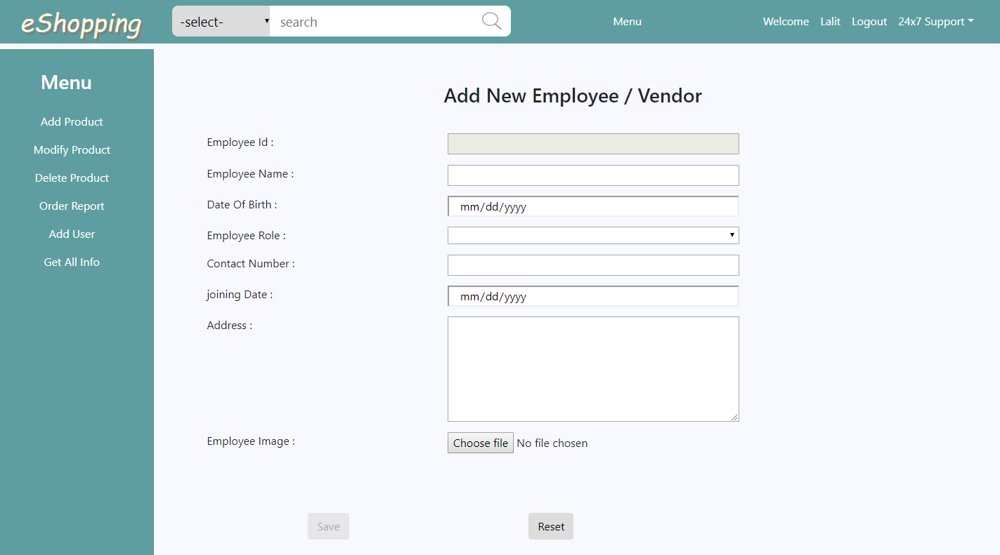 eShopping
-select-
search
Menu
Welcome Lalit Logout 24x7 Support
Menu
Add Product
Modify Product
Delete Product
Order Report
Add User
Get All Info
Add New Employee / Vendor
Employee Id :
Employee Name :
Date Of Birth :
mm/dd/yyyy
Employee Role :
Contact Number :
joining Date :
mm/dd/yyyy
Address :
Employee Image :
Choose file No file chosen
Save
Reset